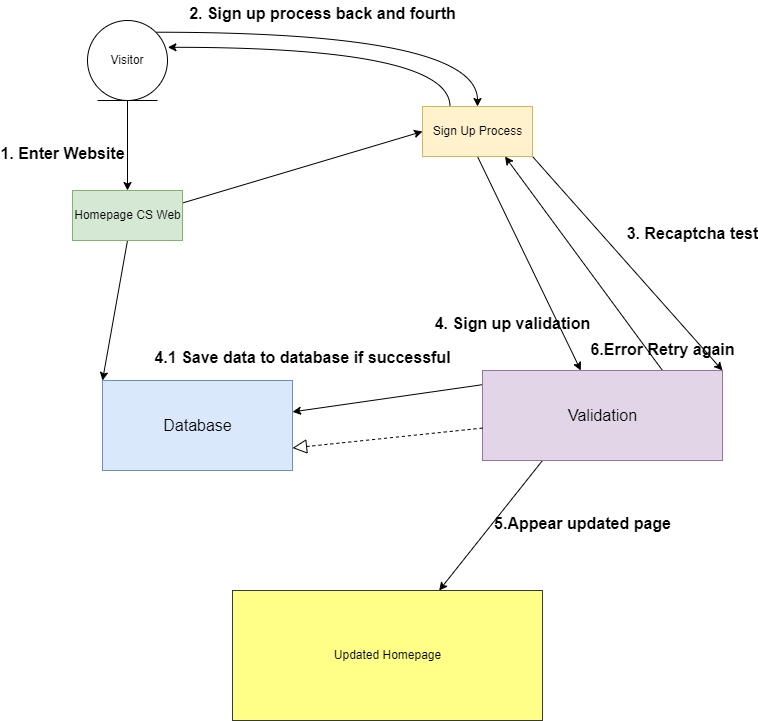 2. Sign up process back and fourth
Visitor
Sign Up Process
1. Enter Website
Homepage CS Web
3. Recaptcha test
4. Sign up validation
6.Error Retry again
4.1 Save data to database if successful
Database
Validation
5.Appear updated page
Updated Homepage